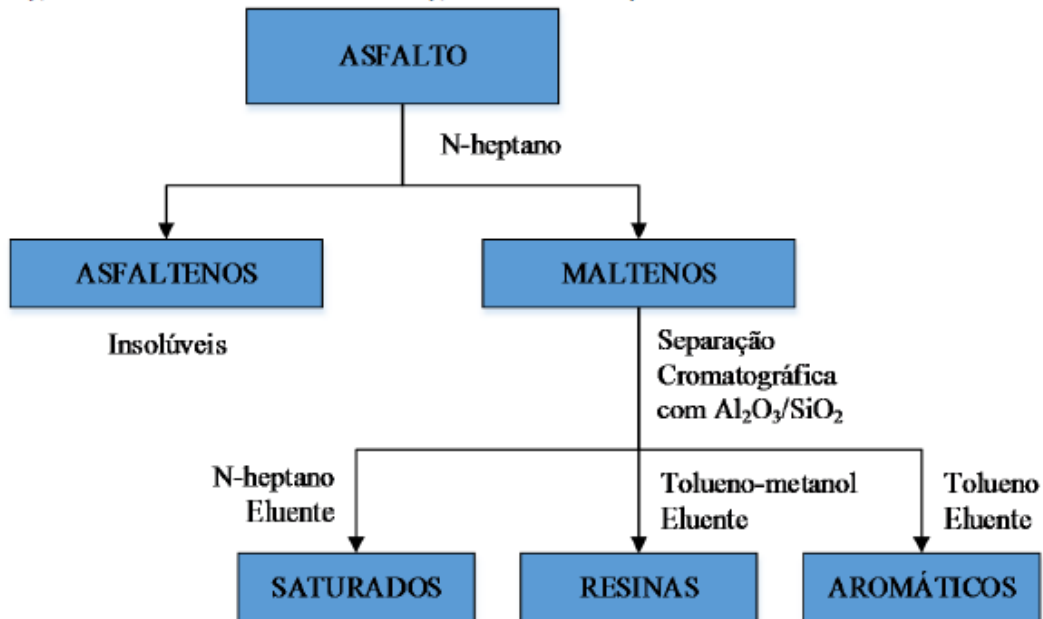 ASFALTO
N-heptano
ASFALTENOS
MALTENOS
Insolúveis
Separação
Cromatográfica
com Al₂O₃/SiO₂
N-heptano
Eluente
Tolueno-metanol
Eluente
Tolueno
Eluente
SATURADOS
RESINAS
AROMÁTICOS